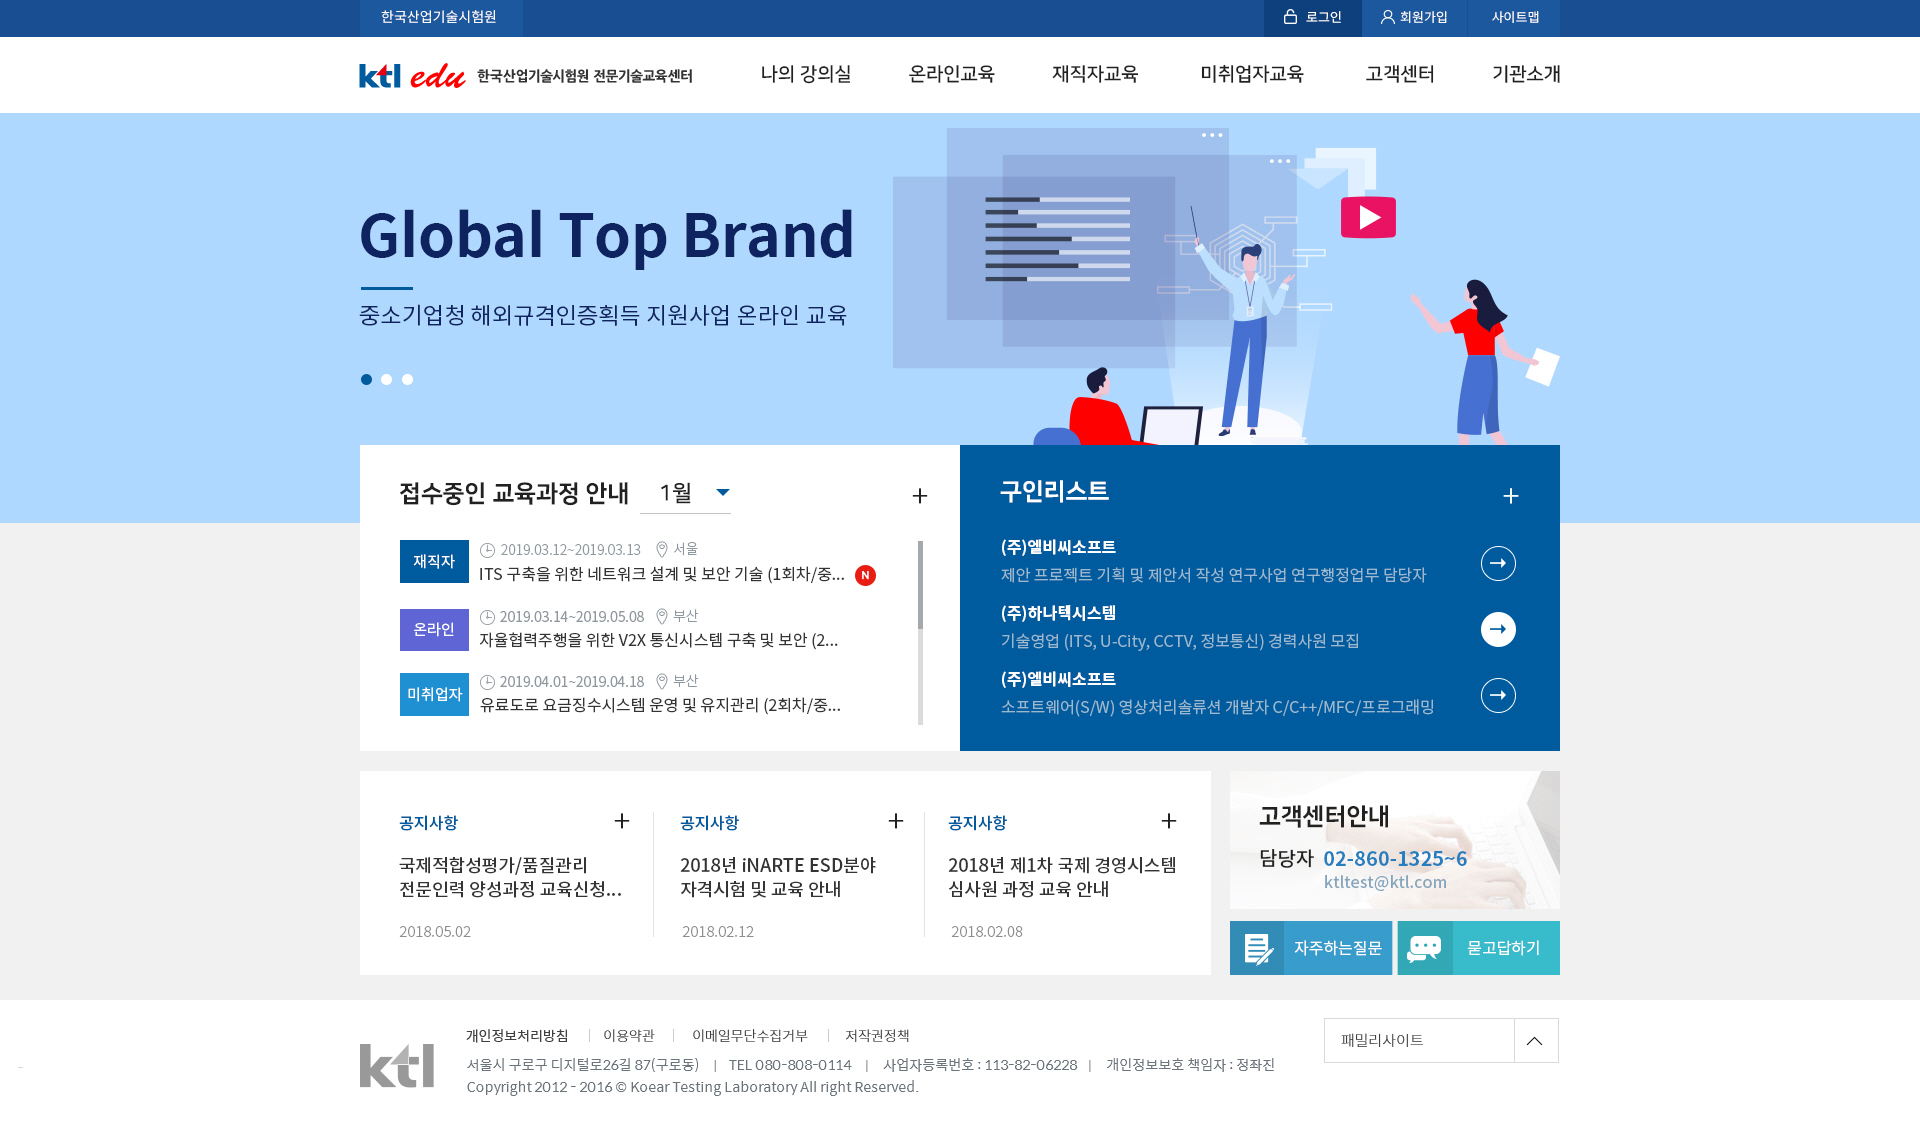 한국산업기술시험원
로그인
회원가입
사이트맵
ktl edu 한국산업기술시험원 전문기술교육센터
나의 강의실
온라인교육
재직자교육
미취업자교육
고객센터
기관소개
Global Top Brand
중소기업청 해외규격인증획득 지원사업 온라인 교육
접수중인 교육과정 안내
1월
재직자
2019.03.12~2019.03.13 서울
ITS 구축을 위한 네트워크 설계 및 보안 기술 (1회차/중...
N
온라인
2019.03.14~2019.05.08 부산
자율협력주행을 위한 V2X 통신시스템 구축 및 보안 (2...
미취업자
2019.04.01~2019.04.18 부산
유료도로 요금징수시스템 운영 및 유지관리 (2회차/중...
구인리스트
(주)엘비씨소프트
제안 프로젝트 기획 및 제안서 작성 연구사업 연구행정업무 담당자
(주)하나텍시스템
기술영업 (ITS, U-City, CCTV, 정보통신) 경력사원 모집
(주)엘비씨소프트
소프트웨어(S/W) 영상처리솔류션 개발자 C/C++/MFC/프로그래밍
공지사항
국제적합성평가/품질관리
전문인력 양성과정 교육신청...
2018.05.02
공지사항
2018년 iNARTE ESD분야
자격시험 및 교육 안내
2018.02.12
공지사항
2018년 제1차 국제 경영시스템
심사원 과정 교육 안내
2018.02.08
고객센터안내
담당자 02-860-1325~6
ktltest@ktl.com
자주하는질문
묻고답하기
ktl
개인정보처리방침 | 이용약관 | 이메일무단수집거부 | 저작권정책
서울시 구로구 디지털로26길 87(구로동) | TEL 080-808-0114 | 사업자등록번호 : 113-82-06228 | 개인정보보호 책임자 : 정좌진
Copyright 2012 - 2016 © Koear Testing Laboratory All right Reserved.
패밀리사이트